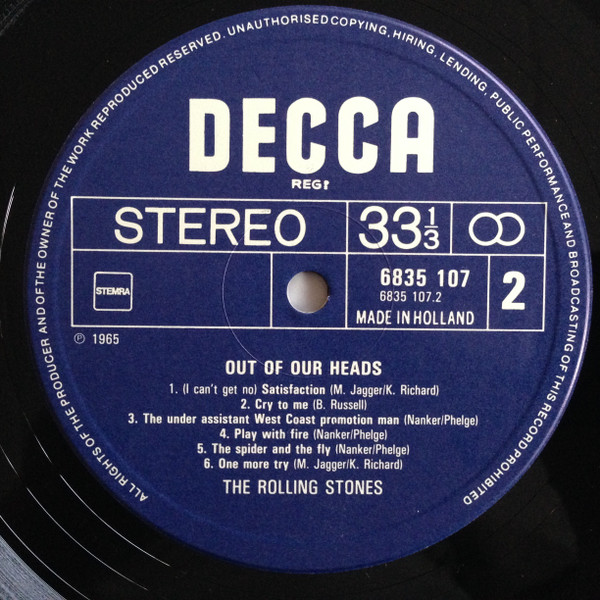 ALL RIGHTS OF THE PRODUCER AND OF THE OWNER OF THE WORK REPRODUCED RESERVED. UNAUTHORISED COPYING, HIRING, LENDING, PUBLIC PERFORMANCE AND BROADCASTING OF THIS RECORD PROHIBITED
DECCA
REGD
STEREO
33 1/3
STEMRA
6835 107
6835 107.2
MADE IN HOLLAND
2
℗ 1965
OUT OF OUR HEADS
1. (I can't get no) Satisfaction (M. Jagger/K. Richard)
2. Cry to me (B. Russell)
3. The under assistant West Coast promotion man (Nanker/Phelge)
4. Play with fire (Nanker/Phelge)
5. The spider and the fly (Nanker/Phelge)
6. One more try (M. Jagger/K. Richard)
THE ROLLING STONES